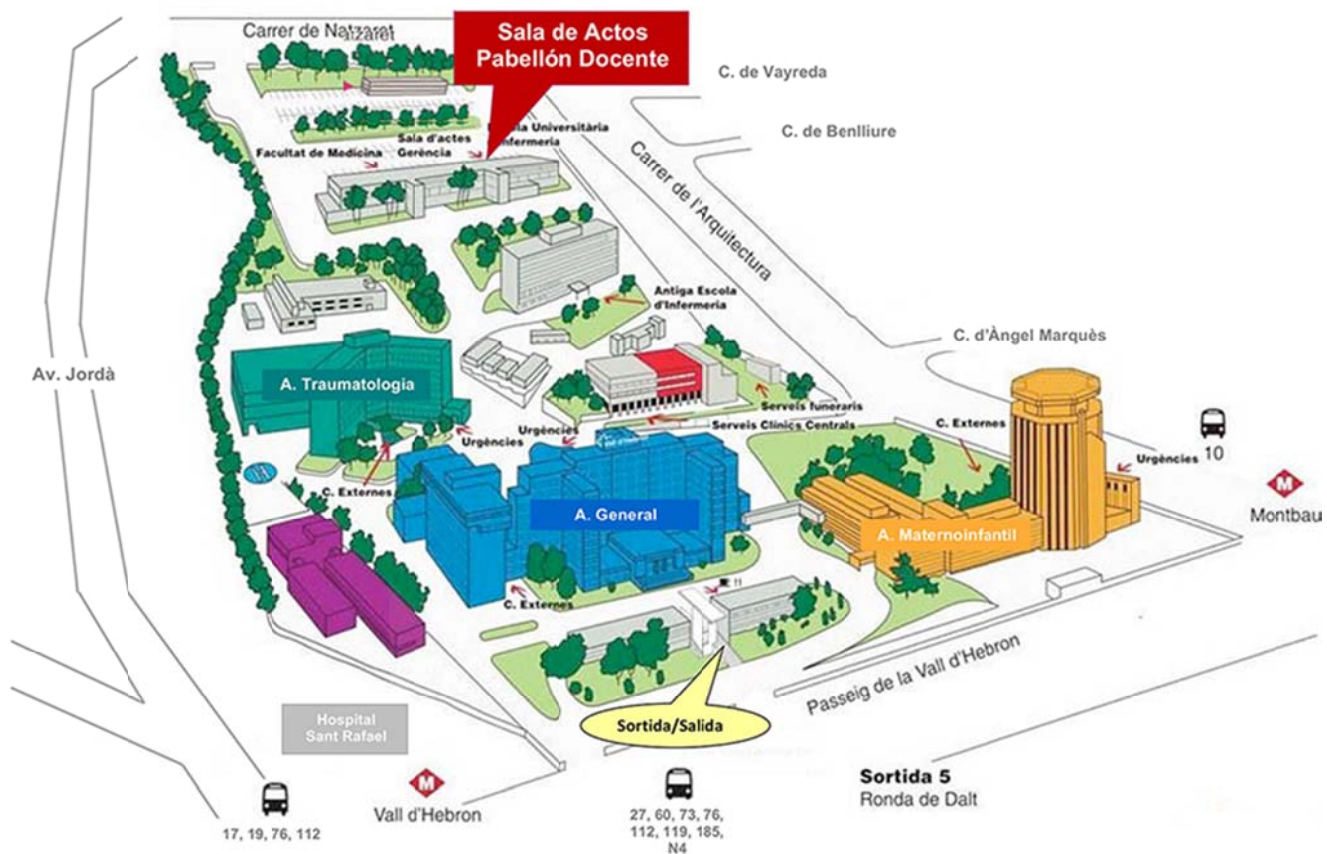 Carrer de Natzaret
Sala de Actos
Pabellón Docente
C. de Vayreda
C. de Benlliure
Carrer de l'Arquitectura
Sala d'actes
Gerència
Universitària
Facultat de Medicina
Antiga Escola
d'Infermeria
C. d'Àngel Marquès
Av. Jordà
A. Traumatologia
Serveis funeraris
Serveis Clínics Centrals
Urgències
Urgències
C. Externes
Urgències
10
M
Montbau
C. Externes
A. General
A. Maternoinfantil
C. Externes
Passeig de la Vall d'Hebron
Sortida/Salida
Hospital
Sant Rafael
M
Vall d'Hebron
17, 19, 76, 112
27, 60, 73, 76,
112, 119, 185,
N4
Sortida 5
Ronda de Dalt